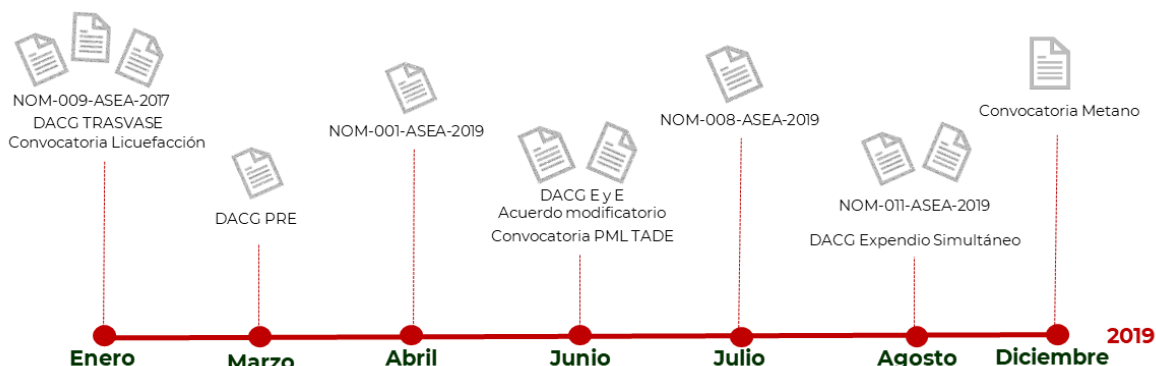 NOM-009-ASEA-2017
DACG TRASVASE
Convocatoria Licuefacción
DACG PRE
NOM-001-ASEA-2019
DACG E y E
Acuerdo modificatorio
Convocatoria PML TADE
NOM-008-ASEA-2019
NOM-011-ASEA-2019
DACG Expendio Simultáneo
Convocatoria Metano
2019
Enero
Marzo
Abril
Junio
Julio
Agosto
Diciembre